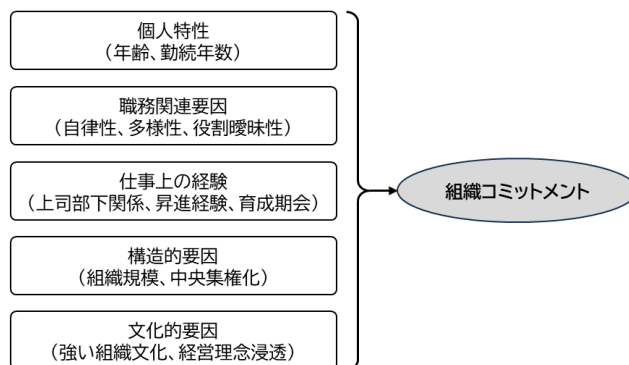 個人特性
（年齢、勤続年数）
職務関連要因
（自律性、多様性、役割曖昧性）
仕事上の経験
（上司部下関係、昇進経験、育成期会）
構造的要因
（組織規模、中央集権化）
文化的要因
（強い組織文化、経営理念浸透）
組織コミットメント